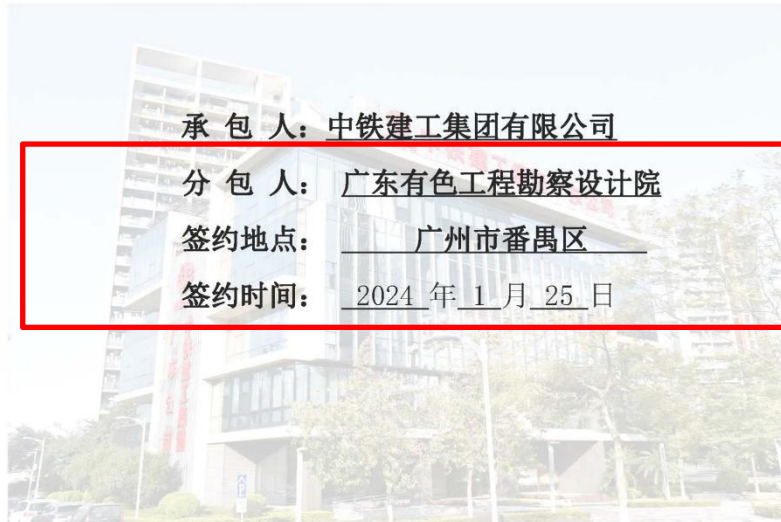 承 包 人：中铁建工集团有限公司
分 包 人： 广东有色工程勘察设计院
签约地点： 广州市番禺区
签约时间： 2024 年 1 月 25 日